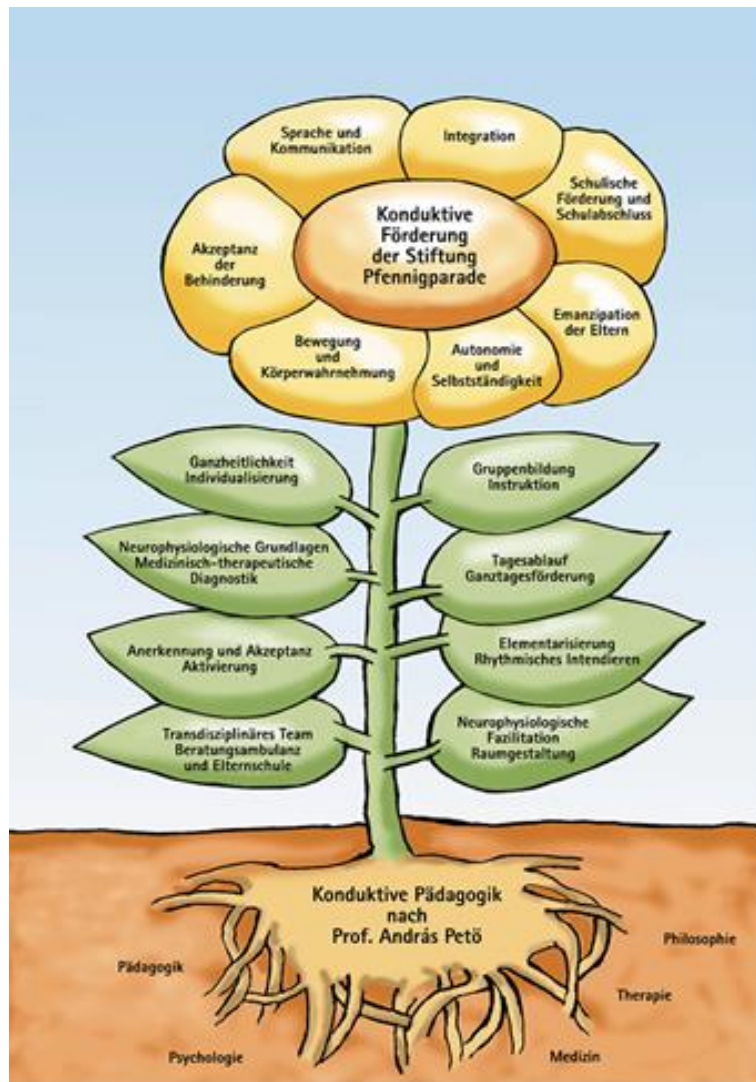 Sprache und
Kommunikation
Integration
Schulische
Förderung und
Schulabschluss
Konduktive
Förderung
der Stiftung
Pfennigparade
Akzeptanz
der
Behinderung
Emanzipation
der Eltern
Bewegung
und
Körperwahrnehmung
Autonomie
und
Selbstständigkeit
Ganzheitlichkeit
Individualisierung
Gruppenbildung
Instruktion
Neurophysiologische Grundlagen
Medizinisch-therapeutische
Diagnostik
Tagesablauf
Ganztagesförderung
Anerkennung und Akzeptanz
Aktivierung
Elementarisierung
Rhythmisches Intendieren
Transdisziplinäres Team
Beratungsambulanz
und Elternschule
Neurophysiologische
Fazilitation
Raumgestaltung
Konduktive Pädagogik
nach
Prof. András Petö
Philosophie
Pädagogik
Therapie
Psychologie
Medizin